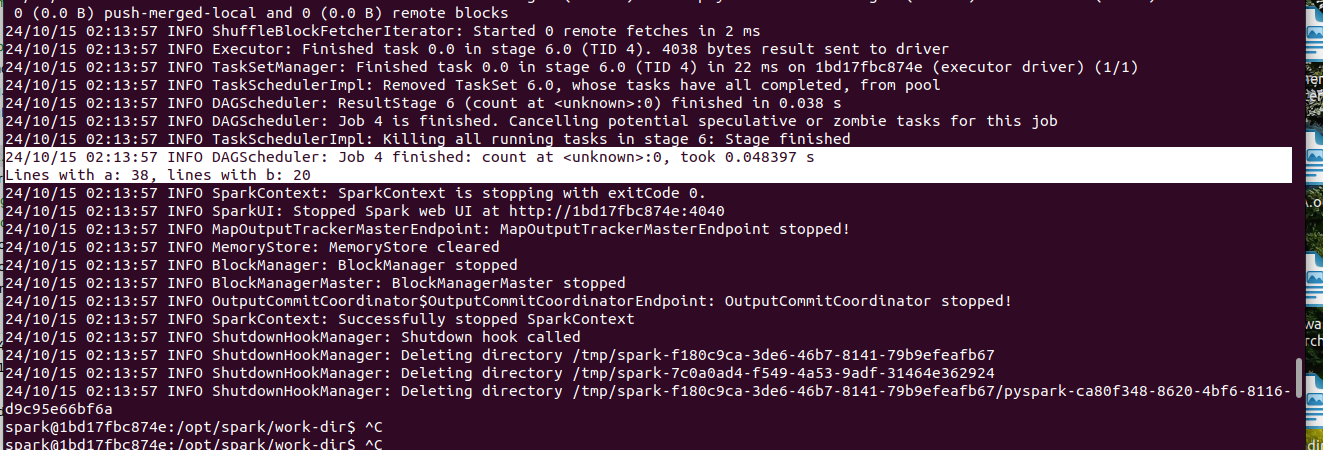 0 (0.0 B) push-merged-local and 0 (0.0 B) remote blocks
24/10/15 02:13:57 INFO ShuffleBlockFetcherIterator: Started 0 remote fetches in 2 ms
24/10/15 02:13:57 INFO Executor: Finished task 0.0 in stage 6.0 (TID 4). 4038 bytes result sent to driver
24/10/15 02:13:57 INFO TaskSetManager: Finished task 0.0 in stage 6.0 (TID 4) in 22 ms on 1bd17fbc874e (executor driver) (1/1)
24/10/15 02:13:57 INFO TaskSchedulerImpl: Removed TaskSet 6.0, whose tasks have all completed, from pool
24/10/15 02:13:57 INFO DAGScheduler: ResultStage 6 (count at <unknown>:0) finished in 0.038 s
24/10/15 02:13:57 INFO DAGScheduler: Job 4 is finished. Cancelling potential speculative or zombie tasks for this job
24/10/15 02:13:57 INFO TaskSchedulerImpl: Killing all running tasks in stage 6: Stage finished
24/10/15 02:13:57 INFO DAGScheduler: Job 4 finished: count at <unknown>:0, took 0.048397 s
Lines with a: 38, lines with b: 20
24/10/15 02:13:57 INFO SparkContext: SparkContext is stopping with exitCode 0.
24/10/15 02:13:57 INFO SparkUI: Stopped Spark web UI at http://1bd17fbc874e:4040
24/10/15 02:13:57 INFO MapOutputTrackerMasterEndpoint: MapOutputTrackerMasterEndpoint stopped!
24/10/15 02:13:57 INFO MemoryStore: MemoryStore cleared
24/10/15 02:13:57 INFO BlockManager: BlockManager stopped
24/10/15 02:13:57 INFO BlockManagerMaster: BlockManagerMaster stopped
24/10/15 02:13:57 INFO OutputCommitCoordinator$OutputCommitCoordinatorEndpoint: OutputCommitCoordinator stopped!
24/10/15 02:13:57 INFO SparkContext: Successfully stopped SparkContext
24/10/15 02:13:57 INFO ShutdownHookManager: Shutdown hook called
24/10/15 02:13:57 INFO ShutdownHookManager: Deleting directory /tmp/spark-f180c9ca-3de6-46b7-8141-79b9efeafb67
24/10/15 02:13:57 INFO ShutdownHookManager: Deleting directory /tmp/spark-7c0a0ad4-f549-4a53-9adf-31464e362924
24/10/15 02:13:57 INFO ShutdownHookManager: Deleting directory /tmp/spark-f180c9ca-3de6-46b7-8141-79b9efeafb67/pyspark-ca80f348-8620-4bf6-8116-
d9c95e66bf6a
spark@1bd17fbc874e:/opt/spark/work-dir$ ^C
spark@1bd17fbc874e:/opt/spark/work-dir$ ^C